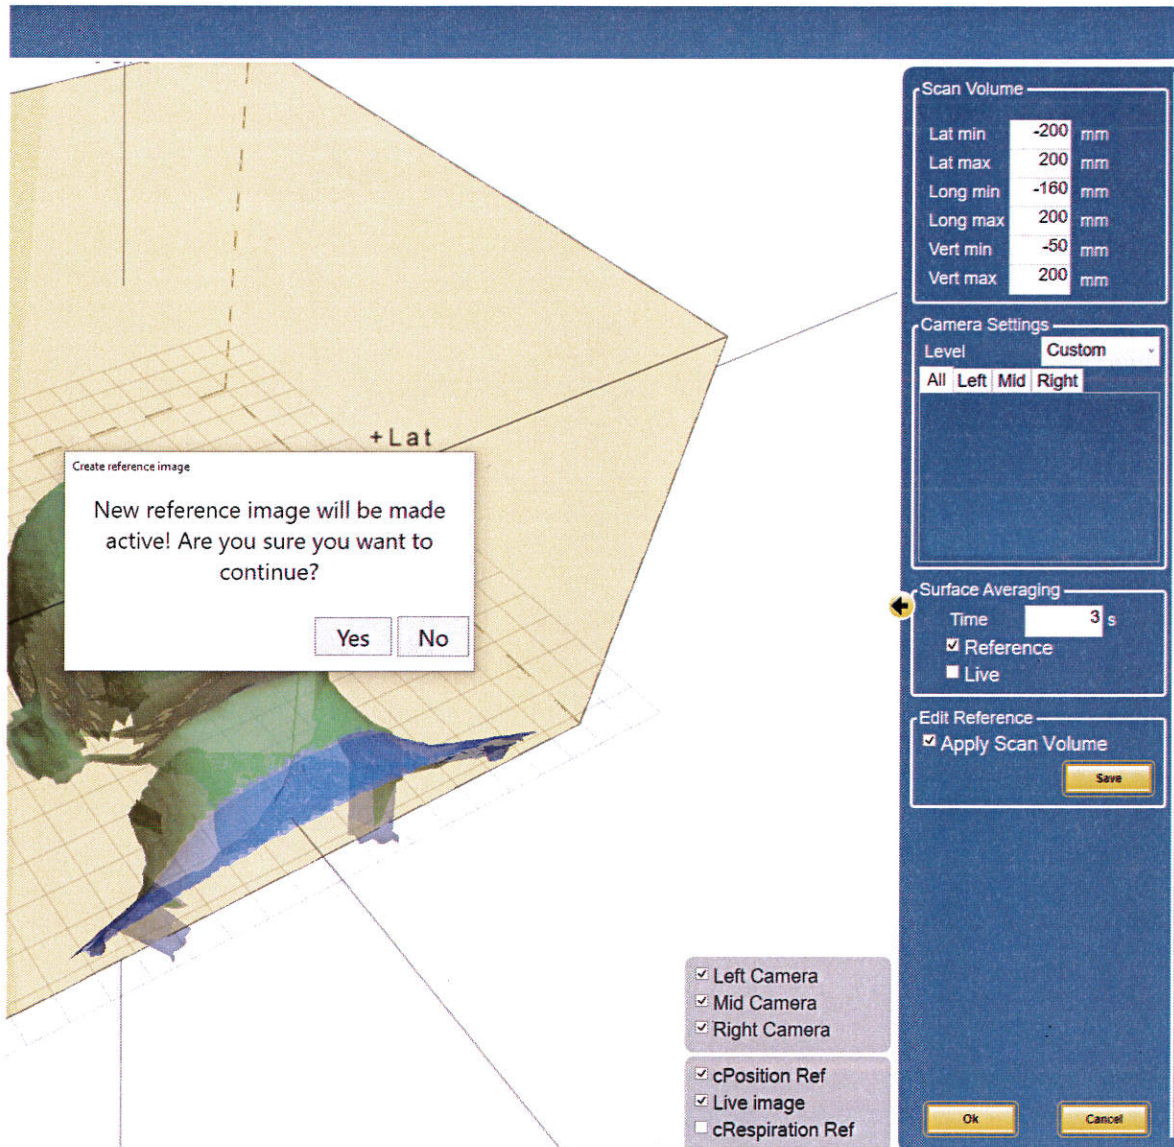 Scan Volume
Lat min -200 mm
Lat max 200 mm
Long min -160 mm
Long max 200 mm
Vert min -50 mm
Vert max 200 mm
Camera Settings
Level Custom
All Left Mid Right
+Lat
Create reference image
New reference image will be made
active! Are you sure you want to
continue?
Yes No
Surface Averaging
Time 3 s
Reference
Live
Edit Reference
Apply Scan Volume
Save
Left Camera
Mid Camera
Right Camera
cPosition Ref
Live image
cRespiration Ref
Ok Cancel